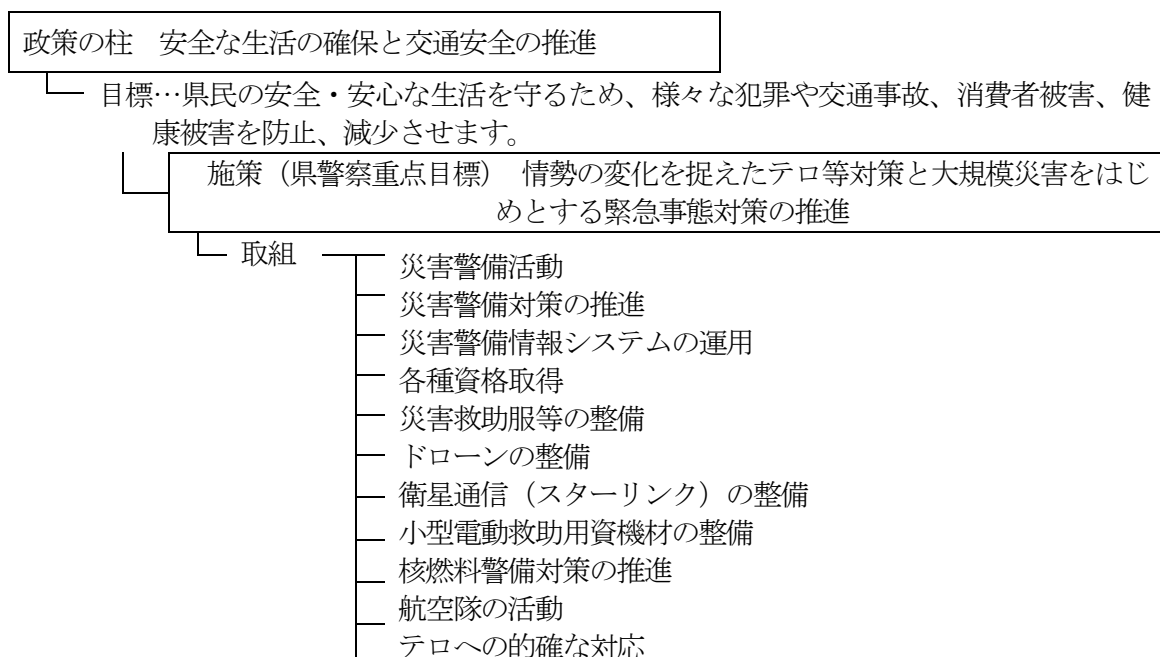 政策の柱　安全な生活の確保と交通安全の推進
目標…県民の安全・安心な生活を守るため、様々な犯罪や交通事故、消費者被害、健
康被害を防止、減少させます。
施策（県警察重点目標）　情勢の変化を捉えたテロ等対策と大規模災害をはじ
めとする緊急事態対策の推進
取組
災害警備活動
災害警備対策の推進
災害警備情報システムの運用
各種資格取得
災害救助服等の整備
ドローンの整備
衛星通信（スターリンク）の整備
小型電動救助用資機材の整備
核燃料警備対策の推進
航空隊の活動
テロへの的確な対応